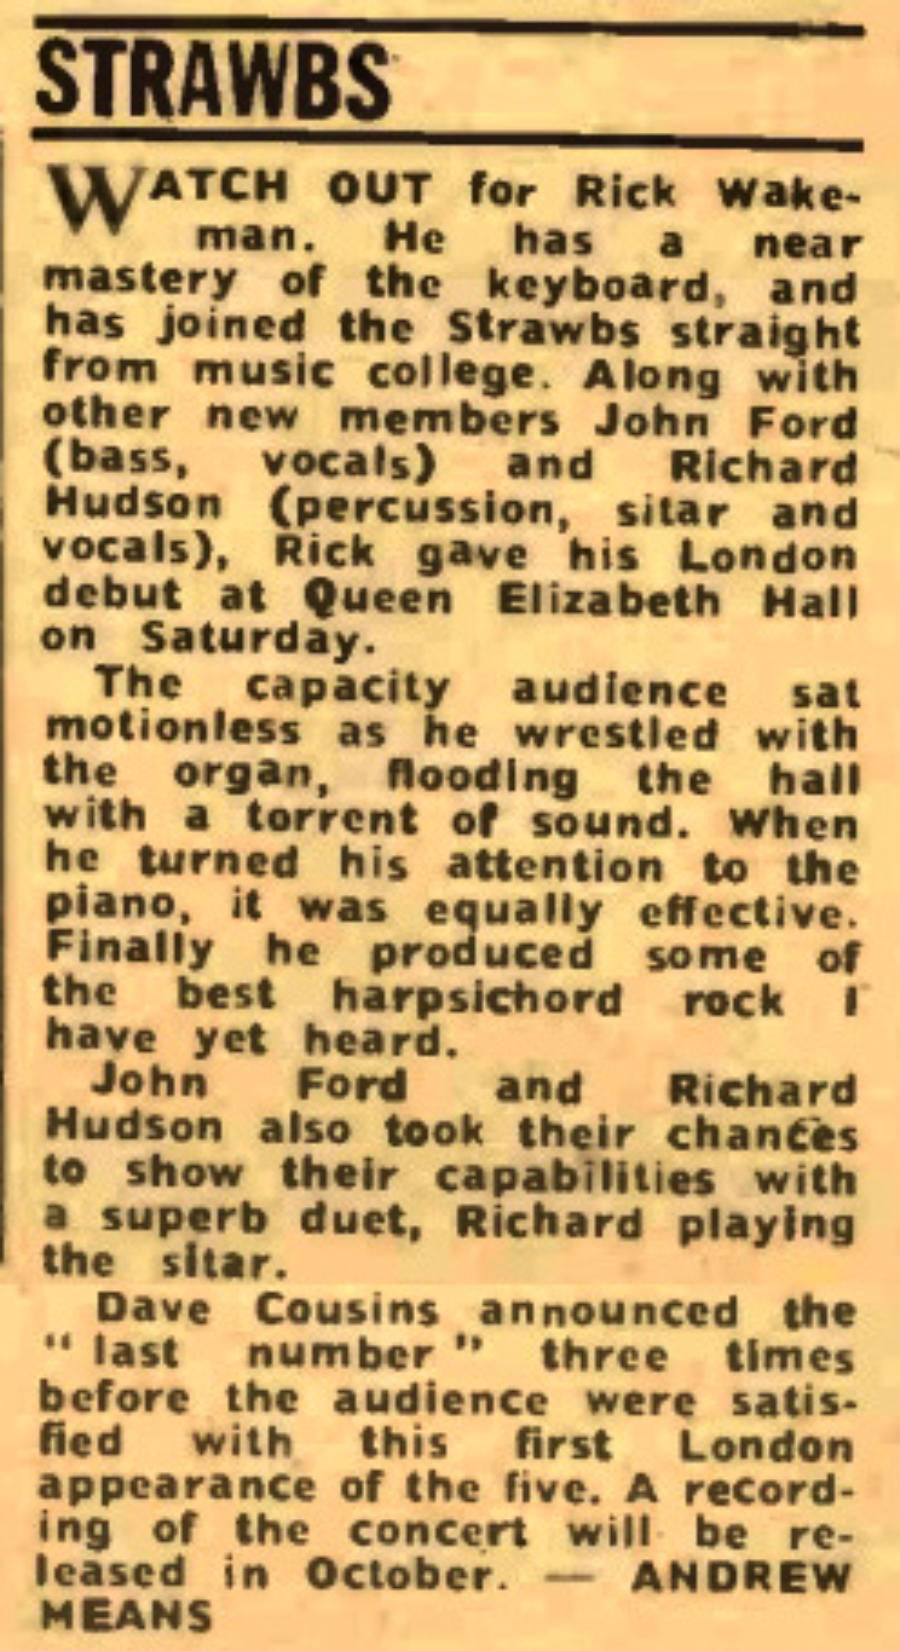 STRAWBS
WATCH OUT for Rick Wake-
man. He has a near
mastery of the keyboard, and
has joined the Strawbs straight
from music college. Along with
other new members John Ford
(bass, vocals) and Richard
Hudson (percussion, sitar and
vocals), Rick gave his London
debut at Queen Elizabeth Hall
on Saturday.
The capacity audience sat
motionless as he wrestled with
the organ, flooding the hall
with a torrent of sound. When
he turned his attention to the
piano, it was equally effective.
Finally he produced some of
the best harpsichord rock I
have yet heard.
John Ford and Richard
Hudson also took their chances
to show their capabilities with
a superb duet, Richard playing
the sitar.
Dave Cousins announced the
" last number " three times
before the audience were satis-
fied with this first London
appearance of the five. A record-
ing of the concert will be re-
leased in October. — ANDREW
MEANS